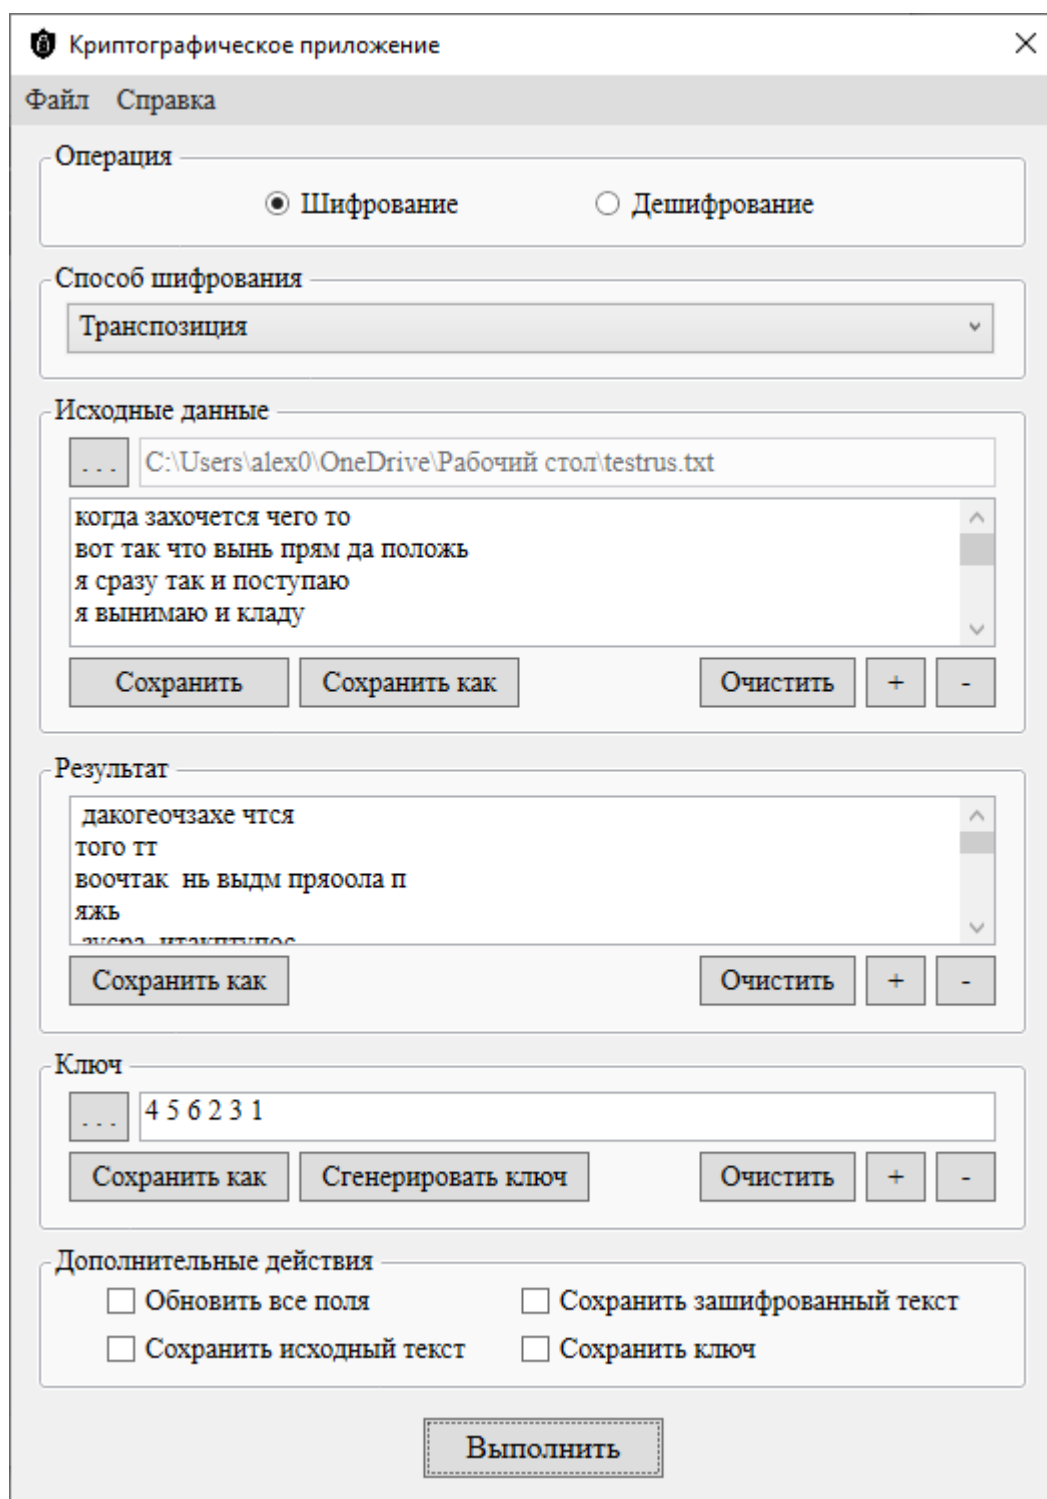 Криптографическое приложение
Файл Справка
Операция
Шифрование Дешифрование
Способ шифрования
Транспозиция
Исходные данные
... C:\Users\alex0\OneDrive\Рабочий стол\testrus.txt
когда захочется чего то
вот так что вынь прям да положь
я сразу так и поступаю
я вынимаю и кладу
Сохранить Сохранить как Очистить + -
Результат
дакогеочзахе чтся
того тт
воочтак  нь выдм пряоола п
яжь
зусра  итакптупос
Сохранить как Очистить + -
Ключ
... 4 5 6 2 3 1
Сохранить как Сгенерировать ключ Очистить + -
Дополнительные действия
Обновить все поля Сохранить зашифрованный текст
Сохранить исходный текст Сохранить ключ
Выполнить